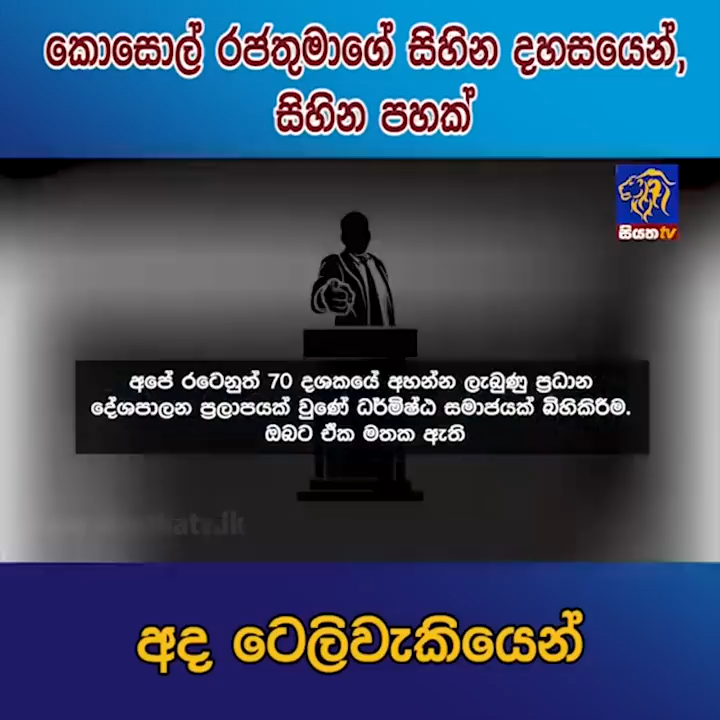 කොසොල් රජතුමාගේ සිහින දහසයෙන්,
සිහින පහක්
සියත tv
අපේ රටෙනුත් 70 දශකයේ අහන්න ලැබුණු ප්‍රධාන
දේශපාලන ප්‍රලාපයක් වුණේ ධර්මිෂ්ඨ සමාජයක් බිහිකිරීම.
ඔබට ඒක මතක ඇති
අද ටෙලිවැකියෙන්